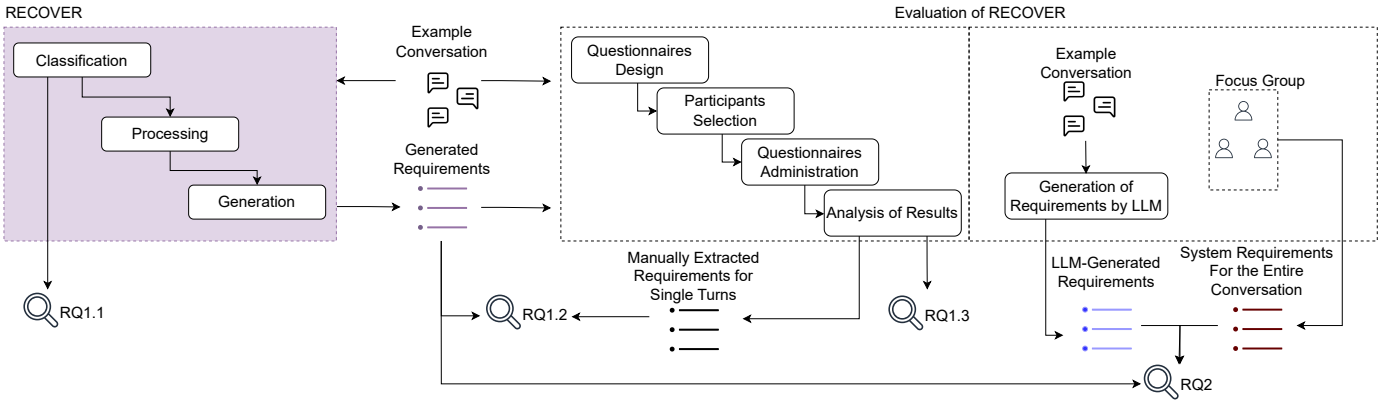 RECOVER
Classification
Processing
Generation
Example
Conversation
Generated
Requirements
Evaluation of RECOVER
Questionnaires
Design
Participants
Selection
Questionnaires
Administration
Analysis of Results
Example
Conversation
Focus Group
Generation of
Requirements by LLM
Manually Extracted
Requirements for
Single Turns
LLM-Generated
Requirements
System Requirements
For the Entire
Conversation
RQ1.1
RQ1.2
RQ1.3
RQ2